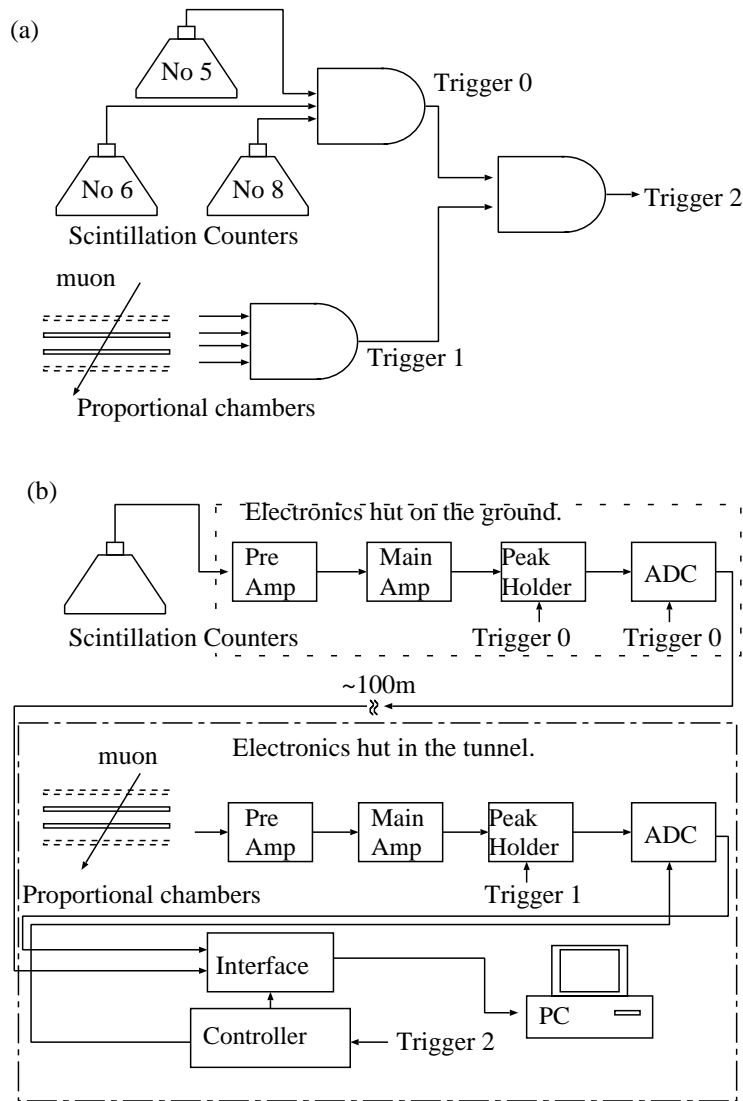 (a)
No 5
Trigger 0
No 6
No 8
Trigger 2
Scintillation Counters
muon
Trigger 1
Proportional chambers
(b)
Electronics hut on the ground.
Pre
Amp
Main
Amp
Peak
Holder
ADC
Scintillation Counters
Trigger 0
Trigger 0
~100m
muon
Electronics hut in the tunnel.
Pre
Amp
Main
Amp
Peak
Holder
ADC
Proportional chambers
Trigger 1
Interface
PC
Controller
Trigger 2